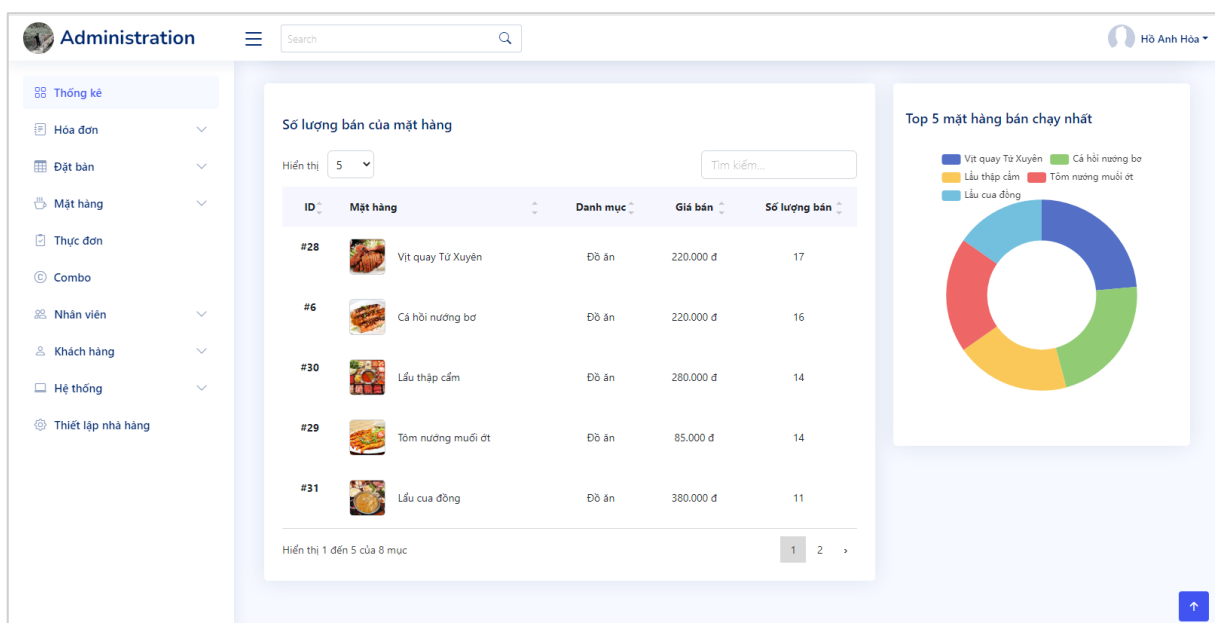 Administration
Search
Hồ Anh Hòa
Thống kê
Hóa đơn
Đặt bàn
Mặt hàng
Thực đơn
Combo
Nhân viên
Khách hàng
Hệ thống
Thiết lập nhà hàng
Số lượng bán của mặt hàng
Hiển thị 5
Tìm kiếm...
ID Mặt hàng Danh mục Giá bán Số lượng bán
#28 Vịt quay Tứ Xuyên Đồ ăn 220.000 đ 17
#6 Cá hồi nướng bơ Đồ ăn 220.000 đ 16
#30 Lẩu thập cẩm Đồ ăn 280.000 đ 14
#29 Tôm nướng muối ớt Đồ ăn 85.000 đ 14
#31 Lẩu cua đồng Đồ ăn 380.000 đ 11
Hiển thị 1 đến 5 của 8 mục
1 2 ›
Top 5 mặt hàng bán chạy nhất
Vịt quay Tứ Xuyên Cá hồi nướng bơ
Lẩu thập cẩm Tôm nướng muối ớt
Lẩu cua đồng